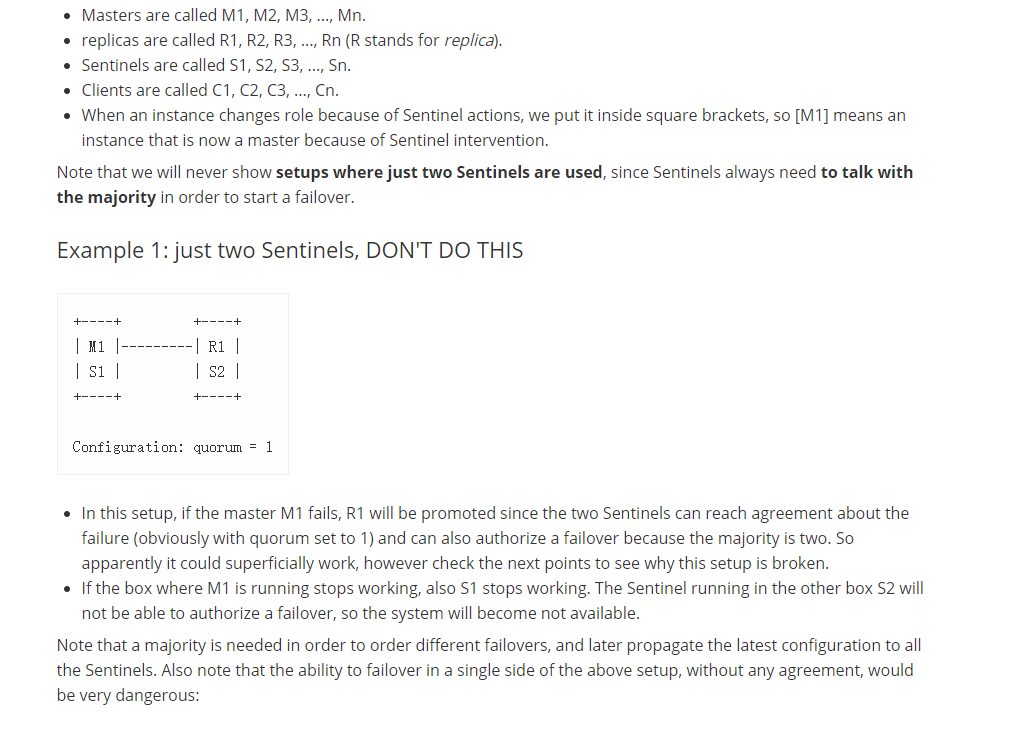 • Masters are called M1, M2, M3, ..., Mn.
• replicas are called R1, R2, R3, ..., Rn (R stands for replica).
• Sentinels are called S1, S2, S3, ..., Sn.
• Clients are called C1, C2, C3, ..., Cn.
• When an instance changes role because of Sentinel actions, we put it inside square brackets, so [M1] means an
instance that is now a master because of Sentinel intervention.
Note that we will never show setups where just two Sentinels are used, since Sentinels always need to talk with
the majority in order to start a failover.
Example 1: just two Sentinels, DON'T DO THIS
+----+         +----+
| M1 |---------| R1 |
| S1 |         | S2 |
+----+         +----+
Configuration: quorum = 1
• In this setup, if the master M1 fails, R1 will be promoted since the two Sentinels can reach agreement about the
failure (obviously with quorum set to 1) and can also authorize a failover because the majority is two. So
apparently it could superficially work, however check the next points to see why this setup is broken.
• If the box where M1 is running stops working, also S1 stops working. The Sentinel running in the other box S2 will
not be able to authorize a failover, so the system will become not available.
Note that a majority is needed in order to order different failovers, and later propagate the latest configuration to all
the Sentinels. Also note that the ability to failover in a single side of the above setup, without any agreement, would
be very dangerous: